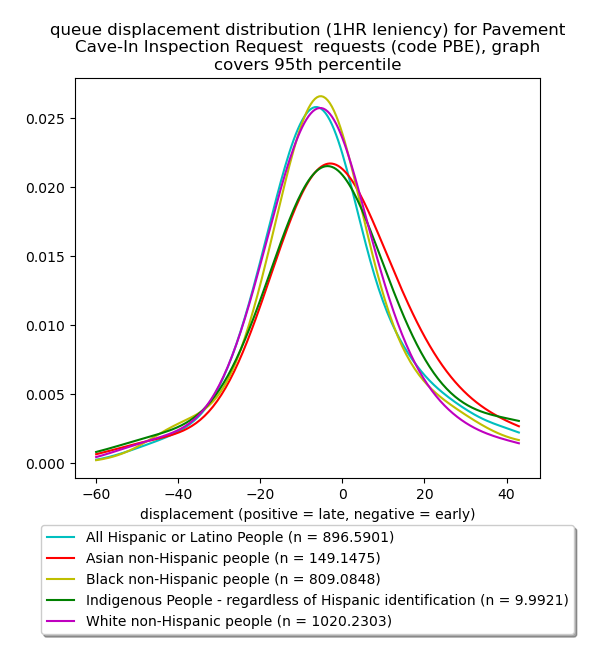 queue displacement distribution (1HR leniency) for Pavement
Cave-In Inspection Request  requests (code PBE), graph
covers 95th percentile
0.025
0.020
0.015
0.010
0.005
0.000
−60 −40 −20 0 20 40
displacement (positive = late, negative = early)
All Hispanic or Latino People (n = 896.5901)
Asian non-Hispanic people (n = 149.1475)
Black non-Hispanic people (n = 809.0848)
Indigenous People - regardless of Hispanic identification (n = 9.9921)
White non-Hispanic people (n = 1020.2303)